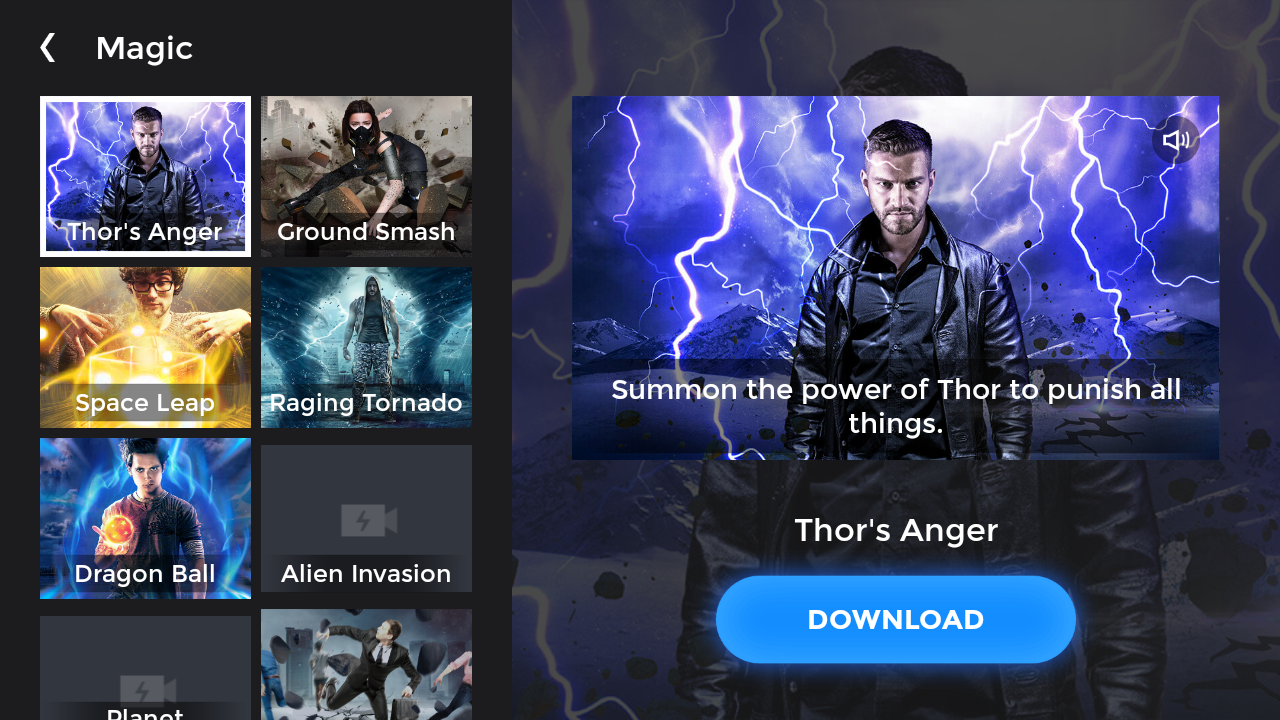 Magic
Thor's Anger
Ground Smash
Space Leap
Raging Tornado
Dragon Ball
Alien Invasion
Planet
Summon the power of Thor to punish all
things.
Thor's Anger
DOWNLOAD